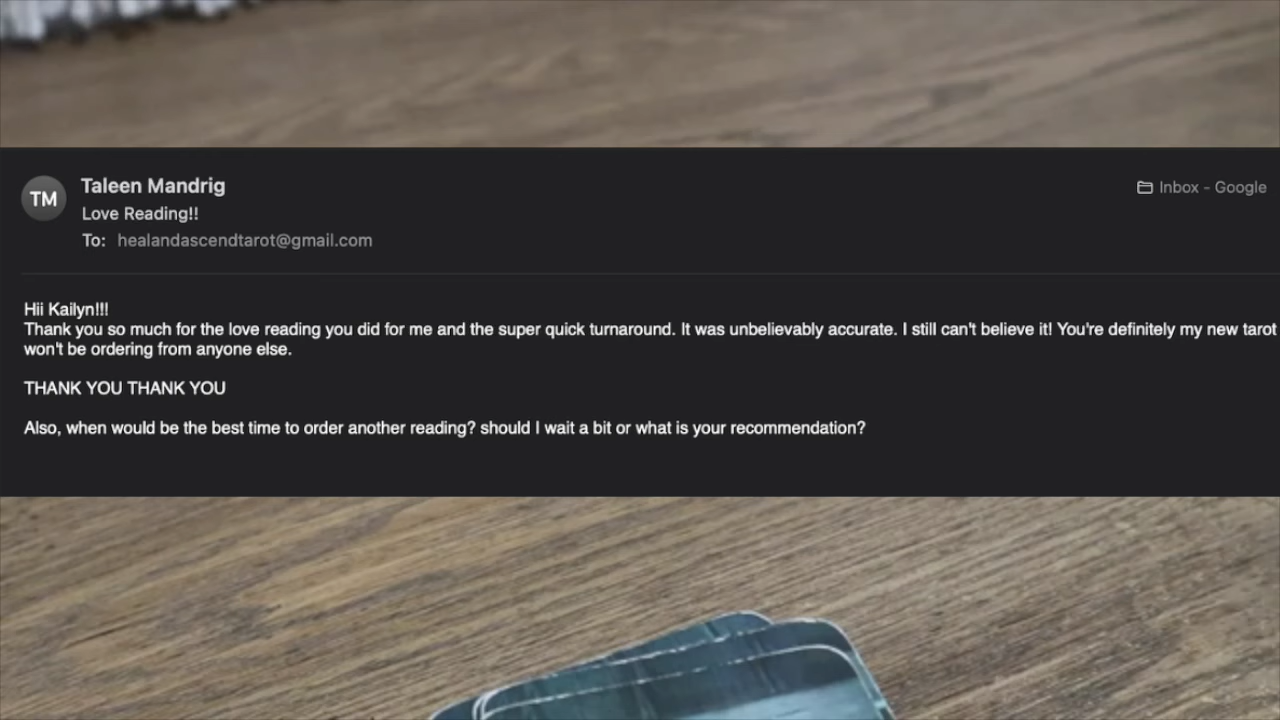 TM
Taleen Mandrig
Inbox - Google
Love Reading!!
To: healandascendtarot@gmail.com
Hii Kailyn!!!
Thank you so much for the love reading you did for me and the super quick turnaround. It was unbelievably accurate. I still can't believe it! You're definitely my new tarot
won't be ordering from anyone else.
THANK YOU THANK YOU
Also, when would be the best time to order another reading? should I wait a bit or what is your recommendation?